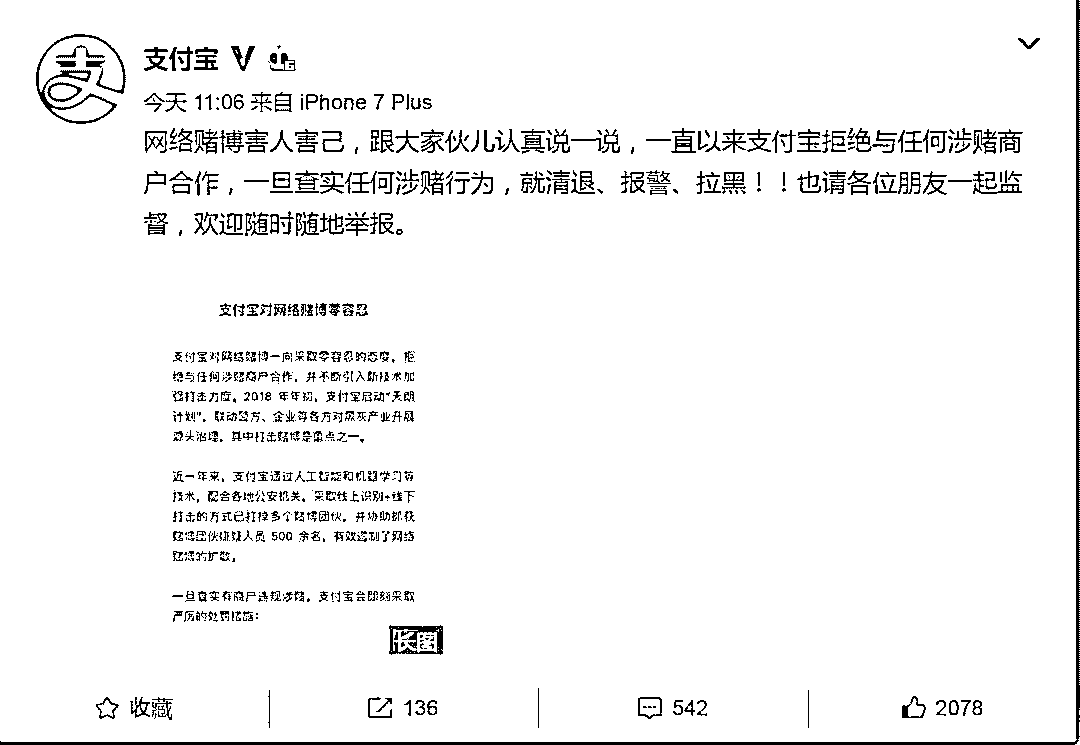 支付宝
今天 11:06 来自 iPhone 7 Plus
网络赌博害人害己，跟大家伙儿认真说一说，一直以来支付宝拒绝与任何涉赌商
户合作，一旦查实任何涉赌行为，就清退、报警、拉黑！！也请各位朋友一起监
督，欢迎随时随地举报。
支付宝对网络赌博零容忍
支付宝对网络赌博一向采取零容忍的态度，拒
绝与任何涉赌商户合作，并不断引入新技术加
强打击力度。2018 年年初，支付宝启动“天朗
计划”，联动警方、企业等各方对黑灰产业开展
源头治理，其中打击赌博是重点之一。
近一年来，支付宝通过人工智能和机器学习等
技术，配合各地公安机关，采取线上识别+线下
打击的方式已打掉多个赌博团伙，并协助抓获
赌博团伙嫌疑人员 500 余名，有效遏制了网络
赌博的扩散。
一旦查实有商户违规涉赌，支付宝会即刻采取
严厉的处罚措施：
长图
收藏
136
542
2078